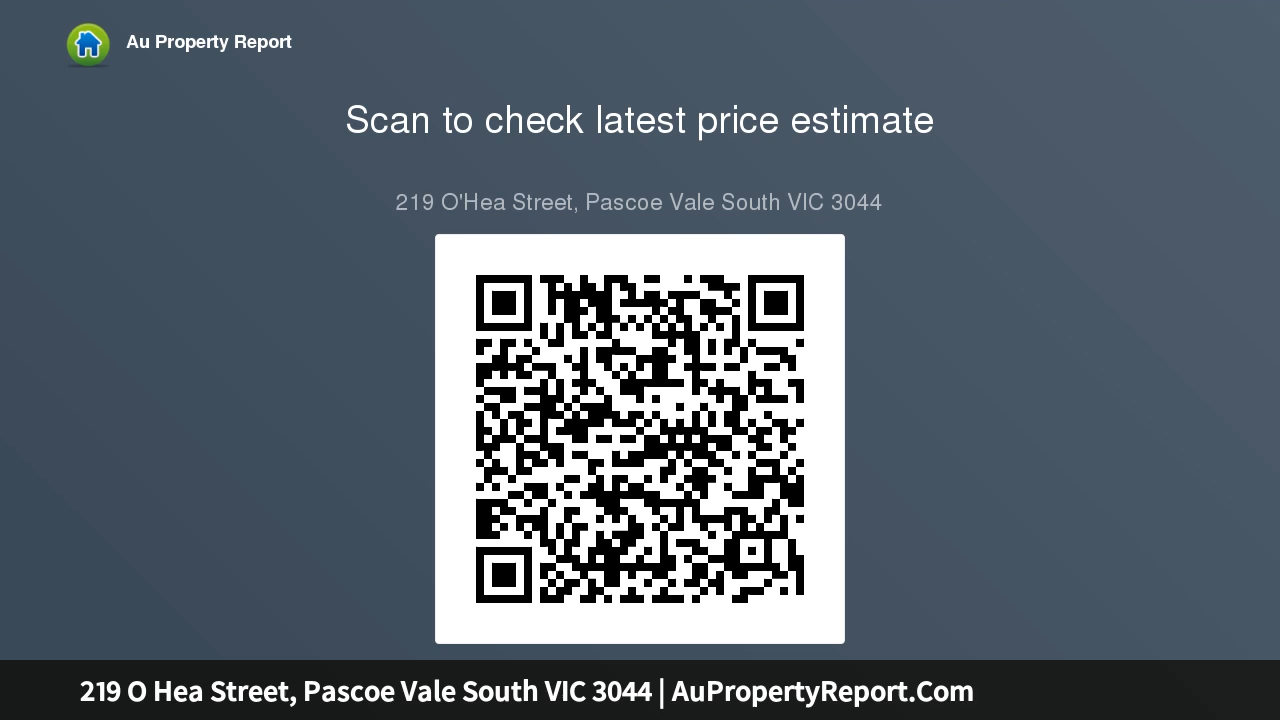 Au Property Report
Scan to check latest price estimate
219 O'Hea Street, Pascoe Vale South VIC 3044
219 O Hea Street, Pascoe Vale South VIC 3044 | AuPropertyReport.Com